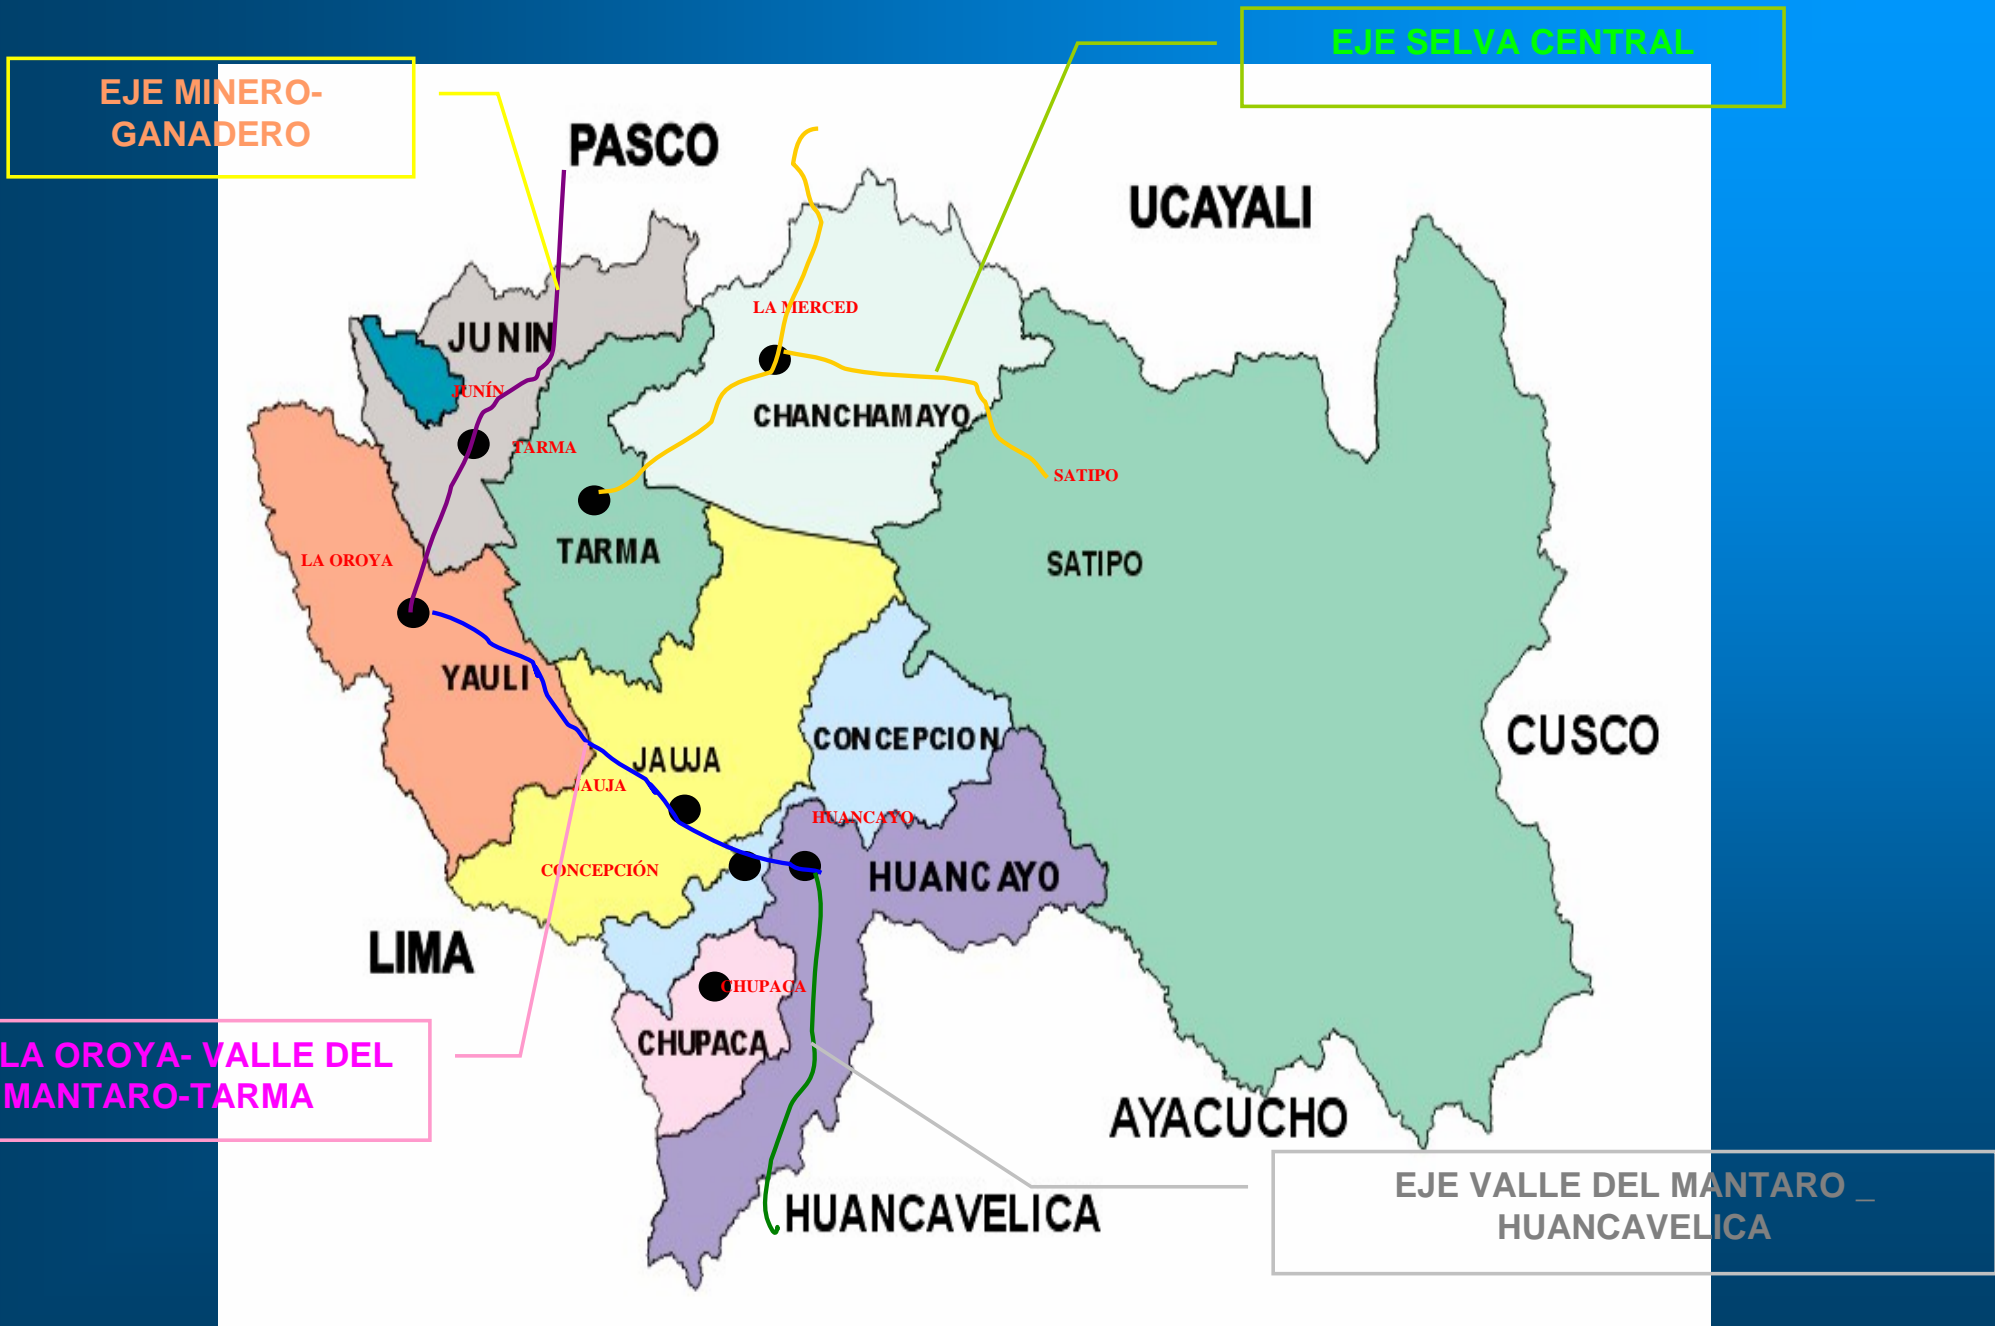 EJE SELVA CENTRAL
EJE MINERO-
GANADERO
PASCO
UCAYALI
LA MERCED
JUNIN
JUNÍN
CHANCHAMAYO
TARMA
SATIPO
TARMA
LA OROYA
SATIPO
YAULI
CONCEPCION
CUSCO
JAUJA
JAUJA
HUANCAYO
CONCEPCIÓN
HUANCAYO
LIMA
CHUPACA
CHUPACA
LA OROYA- VALLE DEL
MANTARO-TARMA
AYACUCHO
EJE VALLE DEL MANTARO _
HUANCAVELICA
HUANCAVELICA